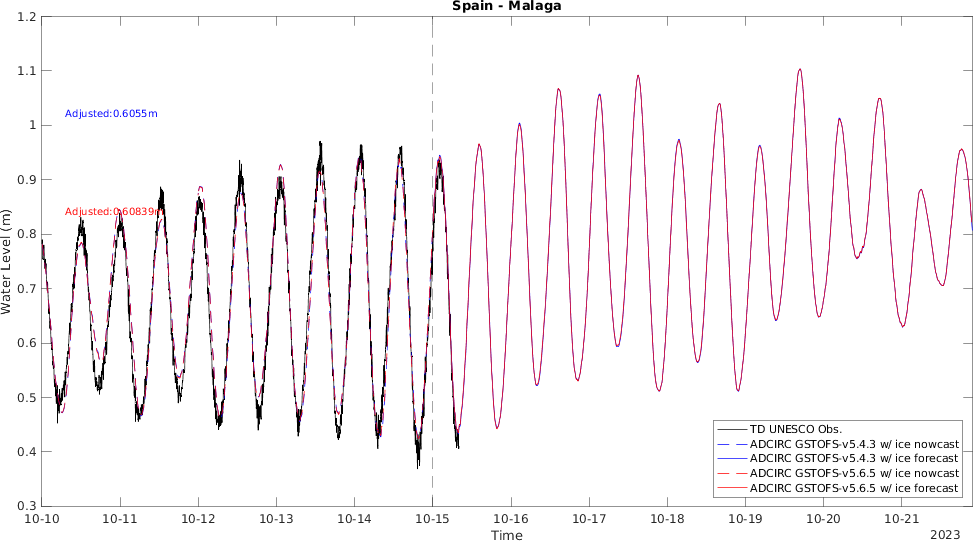 Spain - Malaga
1.2
1.1
1
0.9
0.8
0.7
0.6
0.5
0.4
0.3
Water Level (m)
Adjusted:0.6055m
Adjusted:0.60839m
TD UNESCO Obs.
ADCIRC GSTOFS-v5.4.3 w/ ice nowcast
ADCIRC GSTOFS-v5.4.3 w/ ice forecast
ADCIRC GSTOFS-v5.6.5 w/ ice nowcast
ADCIRC GSTOFS-v5.6.5 w/ ice forecast
10-10 10-11 10-12 10-13 10-14 10-15 10-16 10-17 10-18 10-19 10-20 10-21
Time
2023